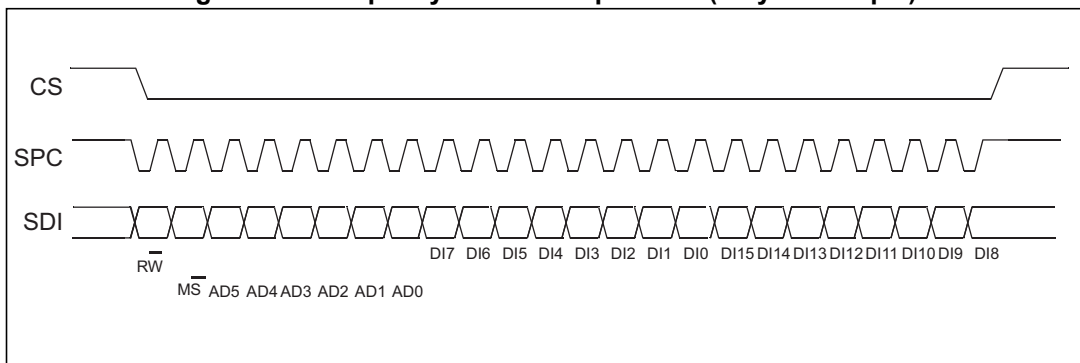 CS
SPC
SDI
DI7 DI6 DI5 DI4 DI3 DI2 DI1 DI0 DI15 DI14 DI13 DI12 DI11 DI10 DI9 DI8
RW
MS AD5 AD4 AD3 AD2 AD1 AD0